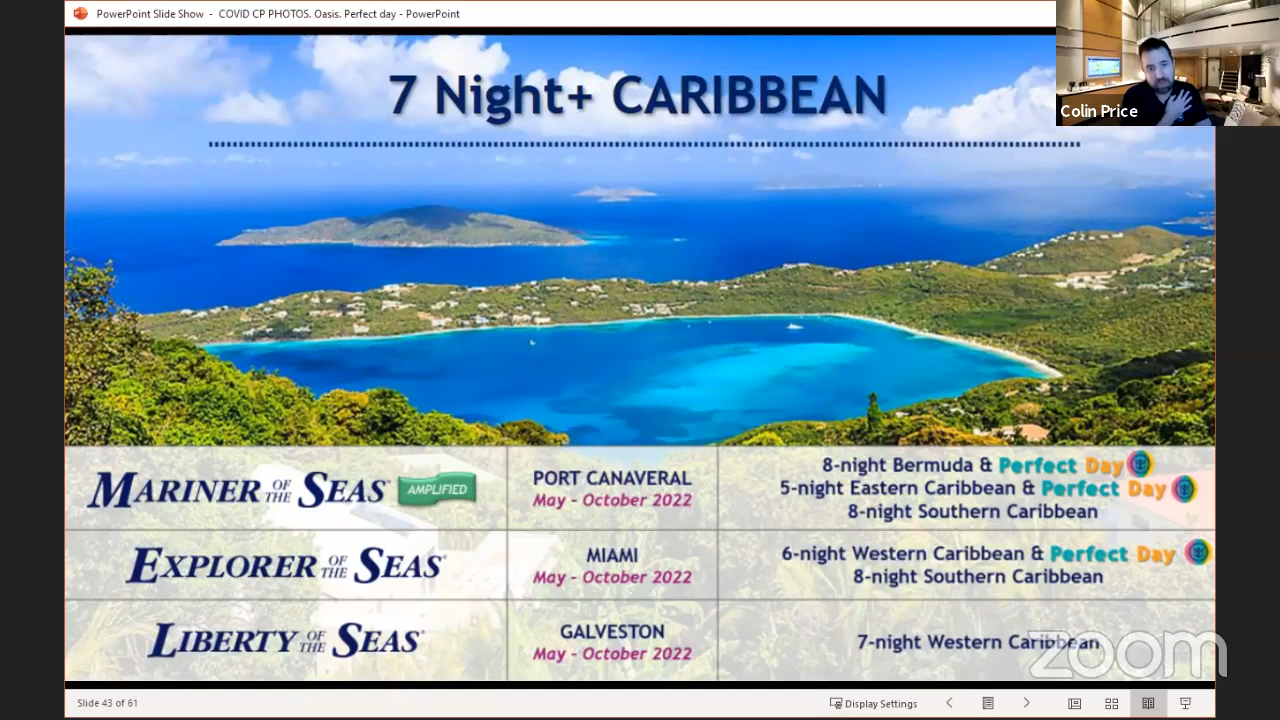 PowerPoint Slide Show - COVID CP PHOTOS. Oasis. Perfect day - PowerPoint
Colin Price
7 Night+ CARIBBEAN
MARINER OF THE SEAS AMPLIFIED
PORT CANAVERAL
May - October 2022
8-night Bermuda & Perfect Day
5-night Eastern Caribbean & Perfect Day
8-night Southern Caribbean
EXPLORER OF THE SEAS
MIAMI
May - October 2022
6-night Western Caribbean & Perfect Day
8-night Southern Caribbean
LIBERTY OF THE SEAS
GALVESTON
May - October 2022
7-night Western Caribbean
zoom
Slide 43 of 61
Display Settings